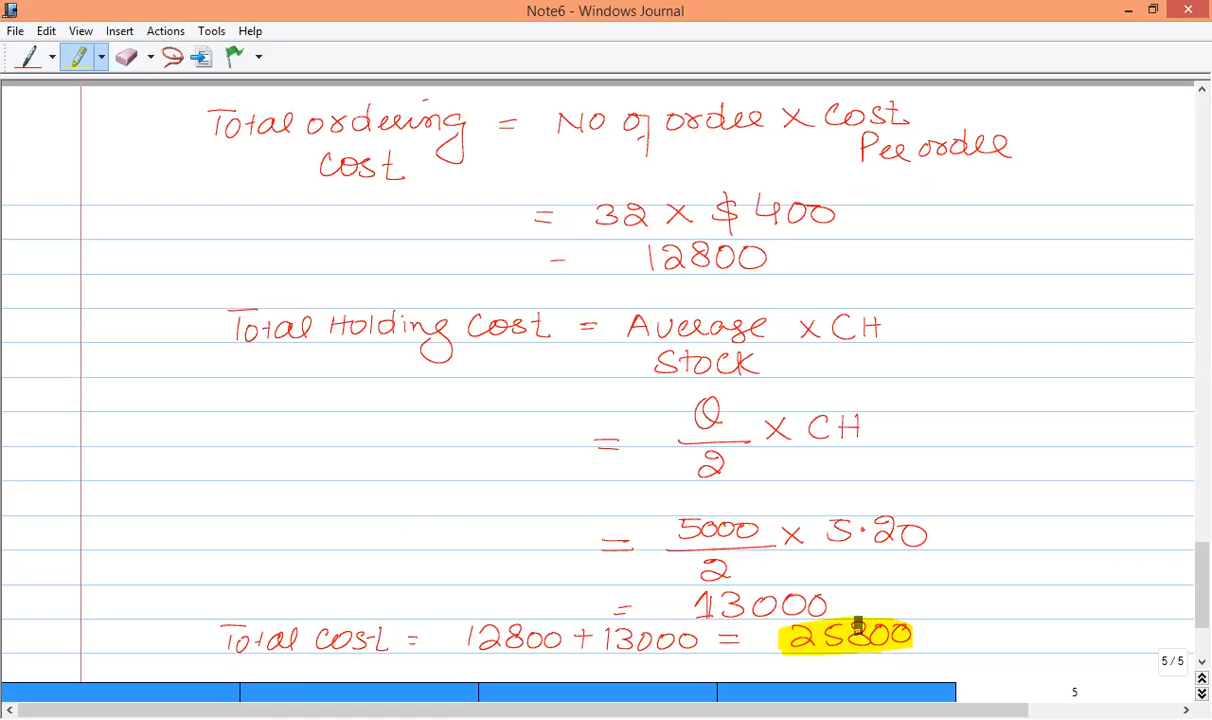 Note6 - Windows Journal
File Edit View Insert Actions Tools Help
Total ordering = No of order x Cost
Cost Per order
= 32 x $ 400
- 12800
Total Holding Cost = Average x CH
Stock
= Q/2 x CH
= 5000/2 x 5.20
= 13000
Total cost = 12800 + 13000 = 25800
5 / 5
5